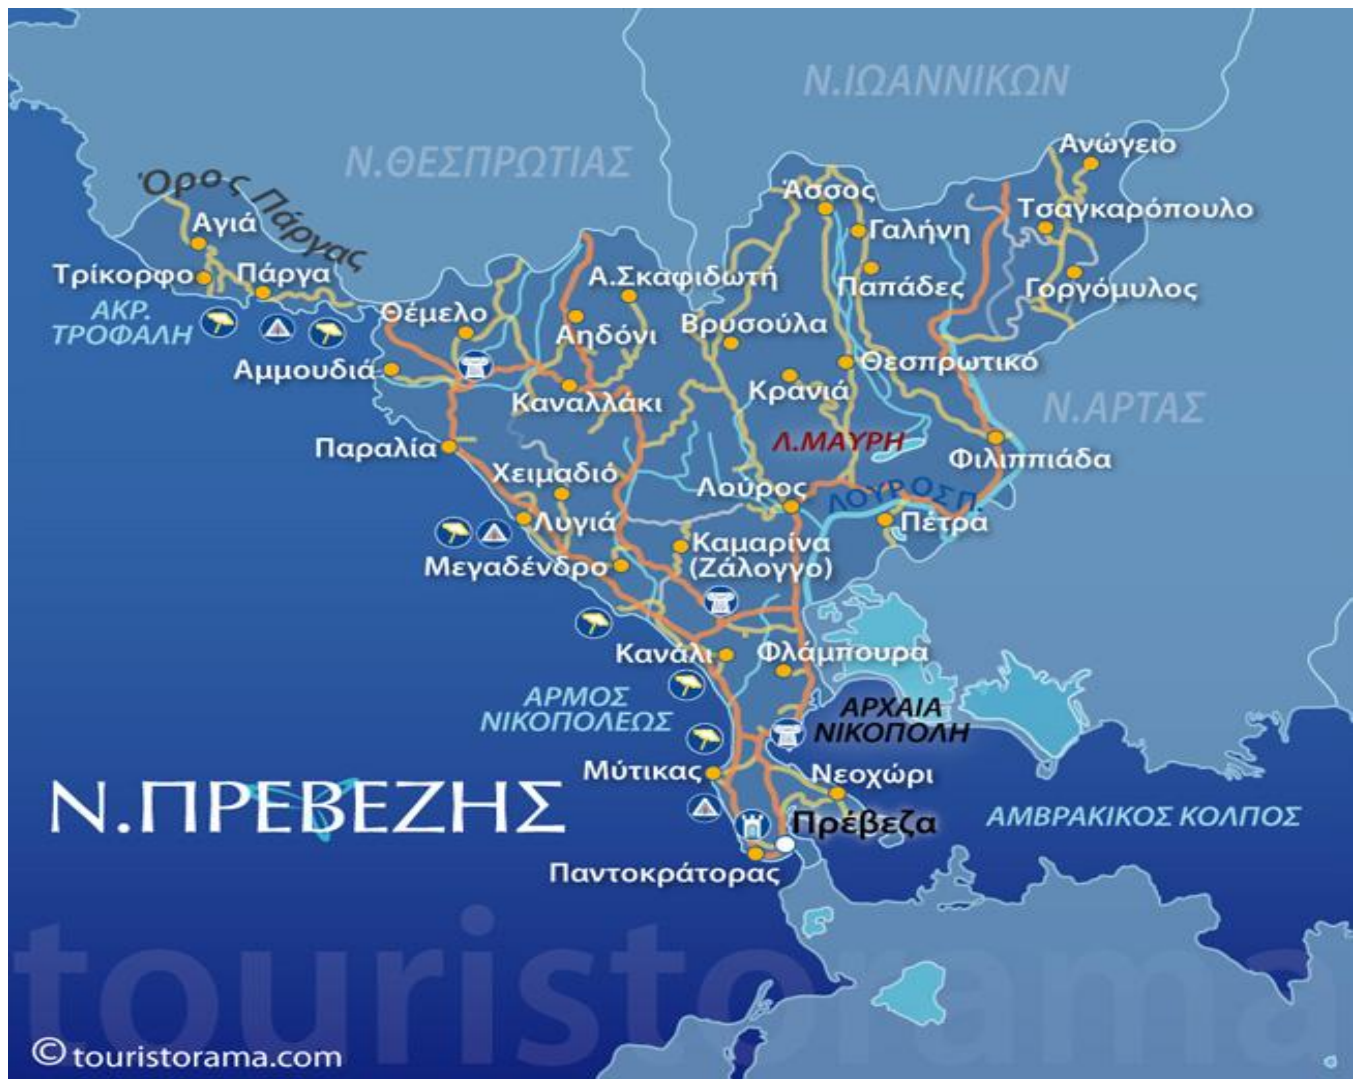 Ν.ΙΩΑΝΝΙΚΩΝ
Ν.ΘΕΣΠΡΩΤΙΑΣ
Ανώγειο
Όρος Πάργας
Άσσος
Τσαγκαρόπουλο
Αγιά
Γαλήνη
Τρίκορφο
Πάργα
Α.Σκαφιδωτή
Παπάδες
Γοργόμυλος
ΑΚΡ.
ΤΡΟΦΑΛΗ
Θέμελο
Αηδόνι
Βρυσούλα
Αμμουδιά
Θεσπρωτικό
Καναλλάκι
Κρανιά
Ν.ΑΡΤΑΣ
Παραλία
Λ.ΜΑΥΡΗ
Φιλιππιάδα
Χειμαδιό
Λούρος
ΛΟΥΡΟΣ Π.
Λυγιά
Πέτρα
Μεγαδένδρο
Καμαρίνα
(Ζάλογγο)
Κανάλι
Φλάμπουρα
ΑΡΜΟΣ
ΝΙΚΟΠΟΛΕΩΣ
ΑΡΧΑΙΑ
ΝΙΚΟΠΟΛΗ
Μύτικας
Νεοχώρι
Ν.ΠΡΕΒΕΖΗΣ
Πρέβεζα
ΑΜΒΡΑΚΙΚΟΣ ΚΟΛΠΟΣ
Παντοκράτορας
touristorama
© touristorama.com